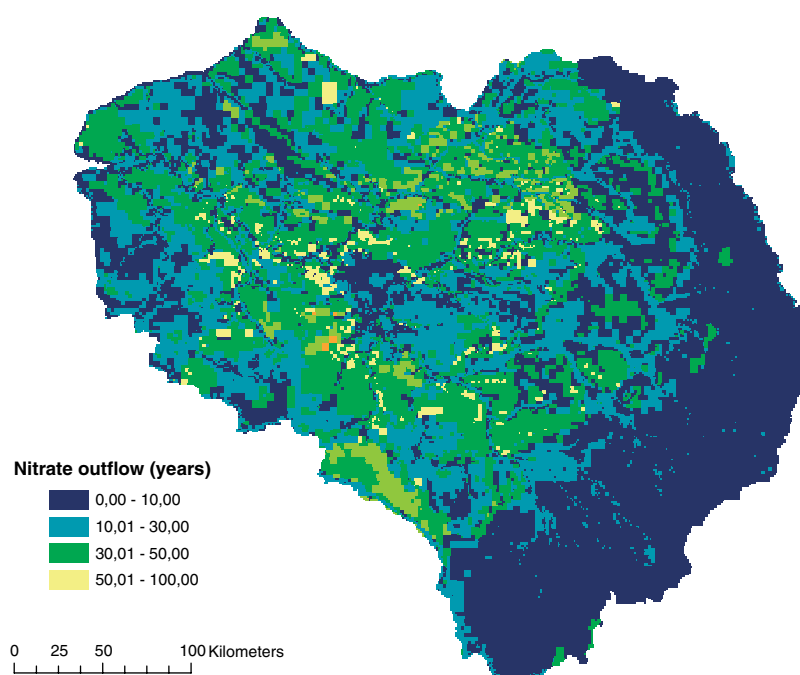 Nitrate outflow (years)
0,00 - 10,00
10,01 - 30,00
30,01 - 50,00
50,01 - 100,00
0 25 50 100 Kilometers